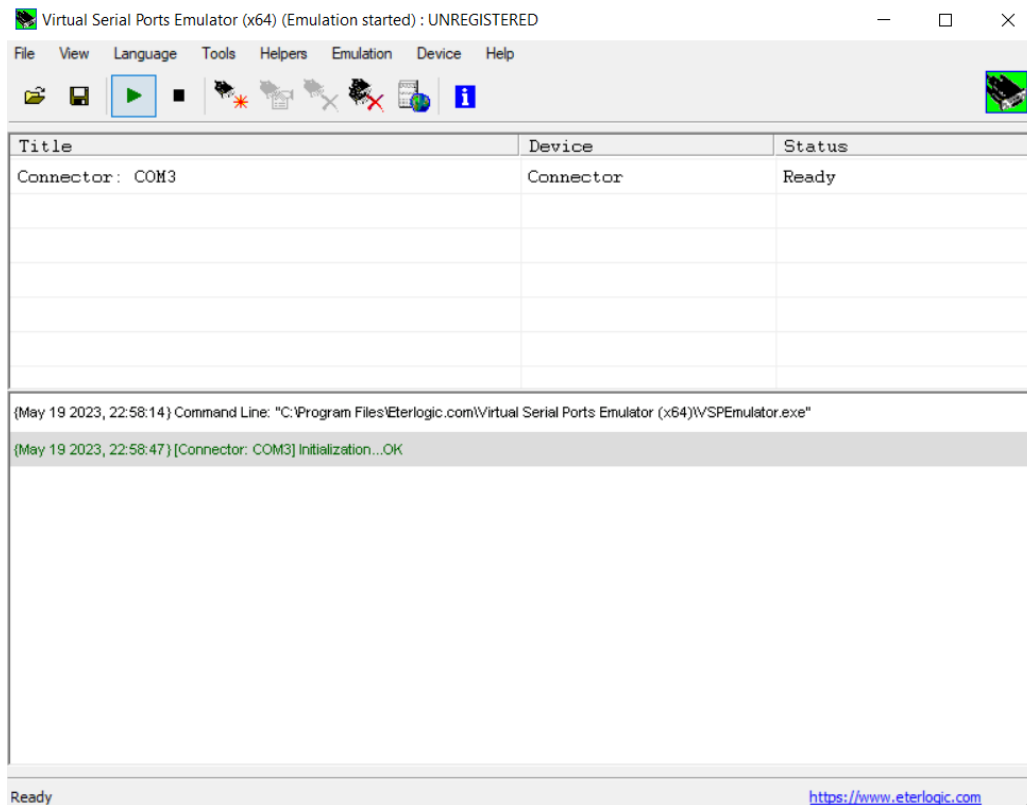 Virtual Serial Ports Emulator (x64) (Emulation started) : UNREGISTERED
File View Language Tools Helpers Emulation Device Help
Title Device Status
Connector: COM3 Connector Ready
{May 19 2023, 22:58:14} Command Line: "C:\Program Files\Eterlogic.com\Virtual Serial Ports Emulator (x64)\VSPEmulator.exe"
{May 19 2023, 22:58:47} [Connector: COM3] Initialization...OK
Ready https://www.eterlogic.com